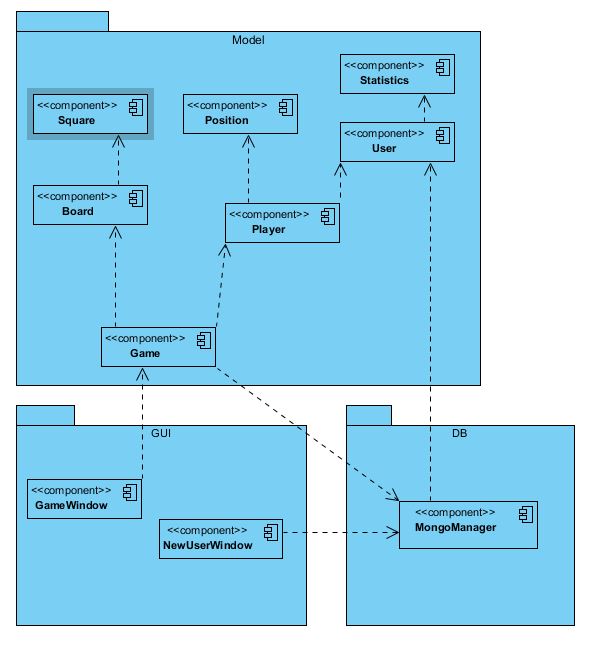 Model
<<component>>
Statistics
<<component>>
Square
<<component>>
Position
<<component>>
User
<<component>>
Board
<<component>>
Player
<<component>>
Game
GUI
DB
<<component>>
GameWindow
<<component>>
NewUserWindow
<<component>>
MongoManager